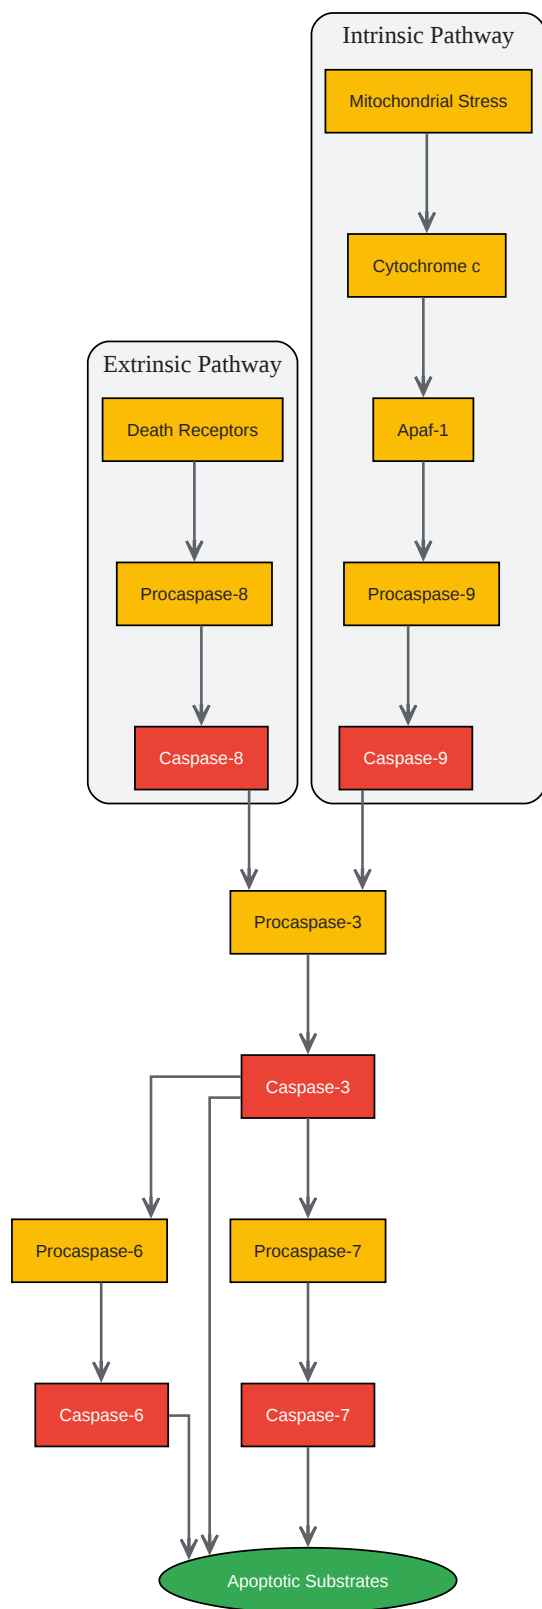 Intrinsic Pathway
Mitochondrial Stress
Cytochrome c
Extrinsic Pathway
Death Receptors
Apaf-1
Procaspase-8
Procaspase-9
Caspase-8
Caspase-9
Procaspase-3
Caspase-3
Procaspase-6
Procaspase-7
Caspase-6
Caspase-7
Apoptotic Substrates